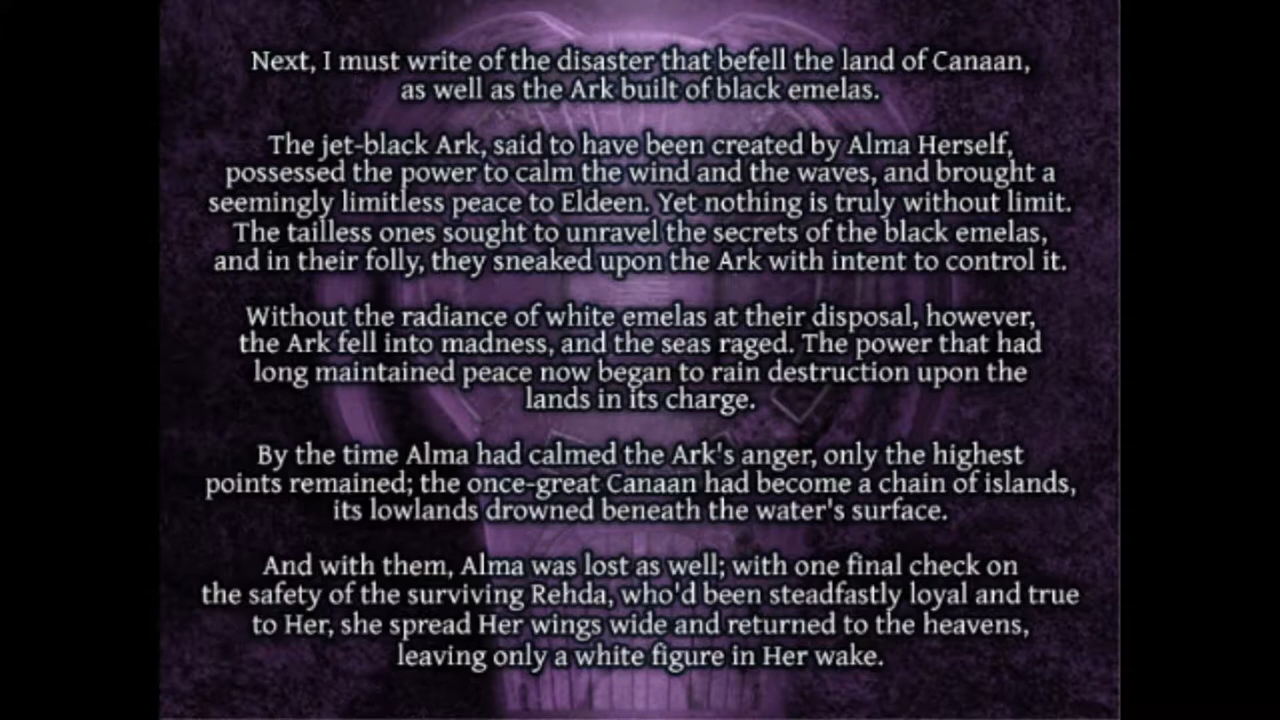 Next, I must write of the disaster that befell the land of Canaan,
as well as the Ark built of black emelas.
The jet-black Ark, said to have been created by Alma Herself,
possessed the power to calm the wind and the waves, and brought a
seemingly limitless peace to Eldeen. Yet nothing is truly without limit.
The tailless ones sought to unravel the secrets of the black emelas,
and in their folly, they sneaked upon the Ark with intent to control it.
Without the radiance of white emelas at their disposal, however,
the Ark fell into madness, and the seas raged. The power that had
long maintained peace now began to rain destruction upon the
lands in its charge.
By the time Alma had calmed the Ark's anger, only the highest
points remained; the once-great Canaan had become a chain of islands,
its lowlands drowned beneath the water's surface.
And with them, Alma was lost as well; with one final check on
the safety of the surviving Rehda, who'd been steadfastly loyal and true
to Her, she spread Her wings wide and returned to the heavens,
leaving only a white figure in Her wake.